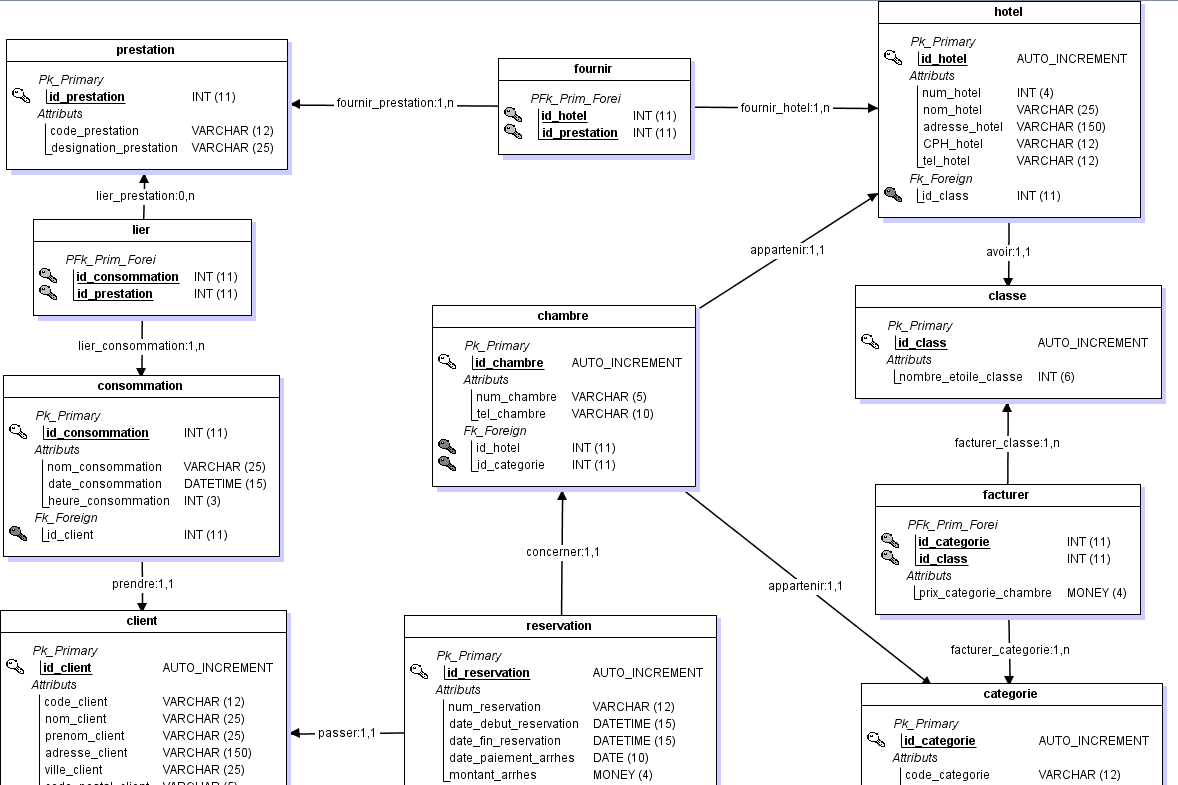 prestation
Pk_Primary
id_prestation INT (11)
Attributs
code_prestation VARCHAR (12)
designation_prestation VARCHAR (25)
fournir_prestation:1,n
fournir
PFk_Prim_Forei
id_hotel INT (11)
id_prestation INT (11)
fournir_hotel:1,n
hotel
Pk_Primary
id_hotel AUTO_INCREMENT
Attributs
num_hotel INT (4)
nom_hotel VARCHAR (25)
adresse_hotel VARCHAR (150)
CPH_hotel VARCHAR (12)
tel_hotel VARCHAR (12)
Fk_Foreign
id_class INT (11)
lier_prestation:0,n
lier
PFk_Prim_Forei
id_consommation INT (11)
id_prestation INT (11)
lier_consommation:1,n
appartenir:1,1
avoir:1,1
classe
Pk_Primary
id_class AUTO_INCREMENT
Attributs
nombre_etoile_classe INT (6)
chambre
Pk_Primary
id_chambre AUTO_INCREMENT
Attributs
num_chambre VARCHAR (5)
tel_chambre VARCHAR (10)
Fk_Foreign
id_hotel INT (11)
id_categorie INT (11)
consommation
Pk_Primary
id_consommation INT (11)
Attributs
nom_consommation VARCHAR (25)
date_consommation DATETIME (15)
heure_consommation INT (3)
Fk_Foreign
id_client INT (11)
facturer_classe:1,n
facturer
PFk_Prim_Forei
id_categorie INT (11)
id_class INT (11)
Attributs
prix_categorie_chambre MONEY (4)
concerner:1,1
appartenir:1,1
prendre:1,1
facturer_categorie:1,n
client
Pk_Primary
id_client AUTO_INCREMENT
Attributs
code_client VARCHAR (12)
nom_client VARCHAR (25)
prenom_client VARCHAR (25)
adresse_client VARCHAR (150)
ville_client VARCHAR (25)
passer:1,1
reservation
Pk_Primary
id_reservation AUTO_INCREMENT
Attributs
num_reservation VARCHAR (12)
date_debut_reservation DATETIME (15)
date_fin_reservation DATETIME (15)
date_paiement_arrhes DATE (10)
montant_arrhes MONEY (4)
categorie
Pk_Primary
id_categorie AUTO_INCREMENT
Attributs
code_categorie VARCHAR (12)